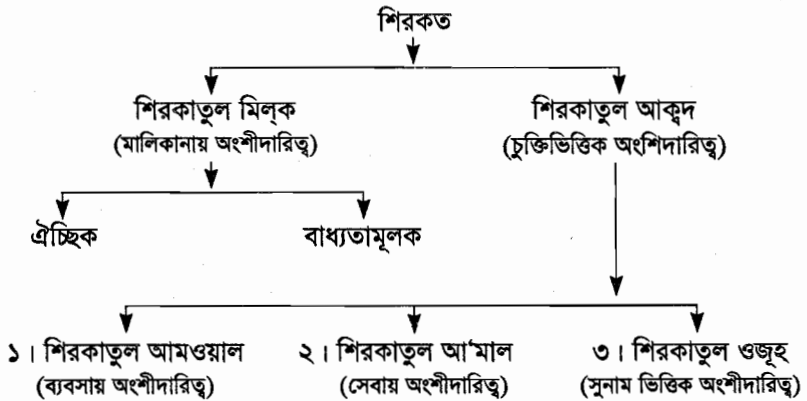 শিরকত
শিরকাতুল মিল্‌ক শিরকাতুল আক্বদ
(মালিকানায় অংশীদারিত্ব) (চুক্তিভিত্তিক অংশিদারিত্ব)
ঐচ্ছিক বাধ্যতামূলক
১। শিরকাতুল আমওয়াল ২। শিরকাতুল আ'মাল ৩। শিরকাতুল ওজূহ
(ব্যবসায় অংশীদারিত্ব) (সেবায় অংশীদারিত্ব) (সুনাম ভিত্তিক অংশীদারিত্ব)